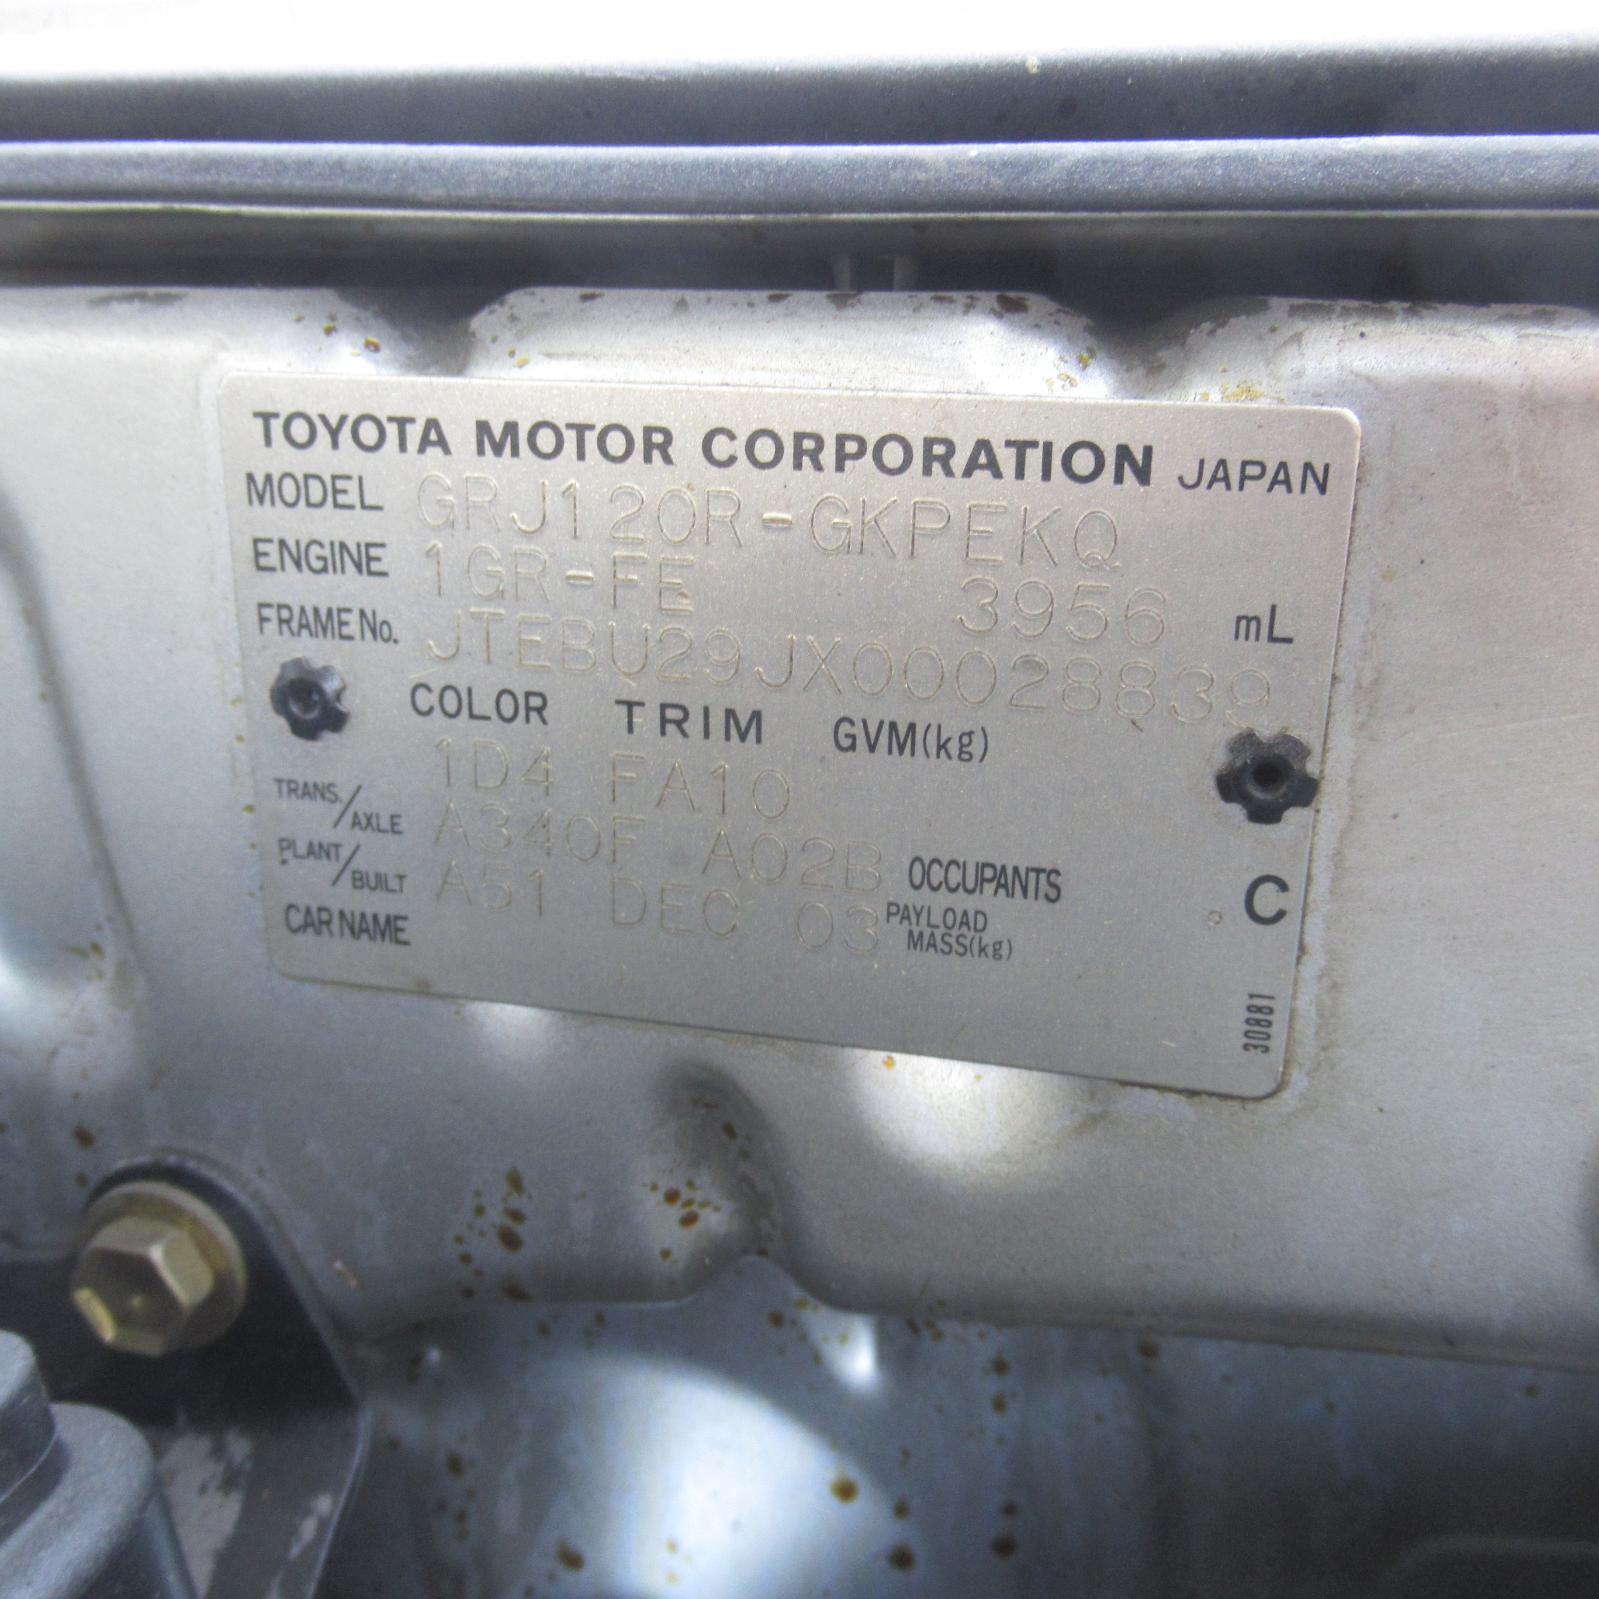 TOYOTA MOTOR CORPORATION JAPAN
MODEL GRJ120R-GKPEKQ
ENGINE 1GR-FE 3956 mL
FRAME No. JTEBU29JX00028839
COLOR TRIM GVM(kg)
1D4 FA10
TRANS./AXLE A340F A02B OCCUPANTS C
PLANT/BUILT A51 DEC 03 PAYLOAD MASS(kg)
CAR NAME
30881